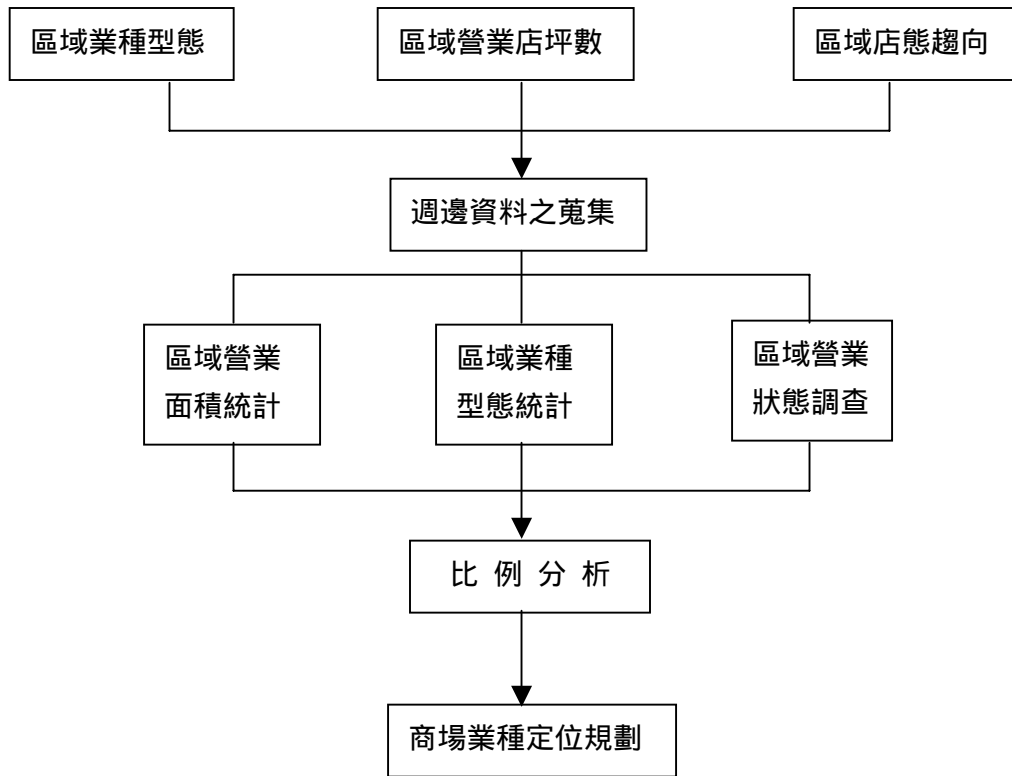 區域業種型態
區域營業店坪數
區域店態趨向
週邊資料之蒐集
區域營業
面積統計
區域業種
型態統計
區域營業
狀態調查
比 例 分 析
商場業種定位規劃